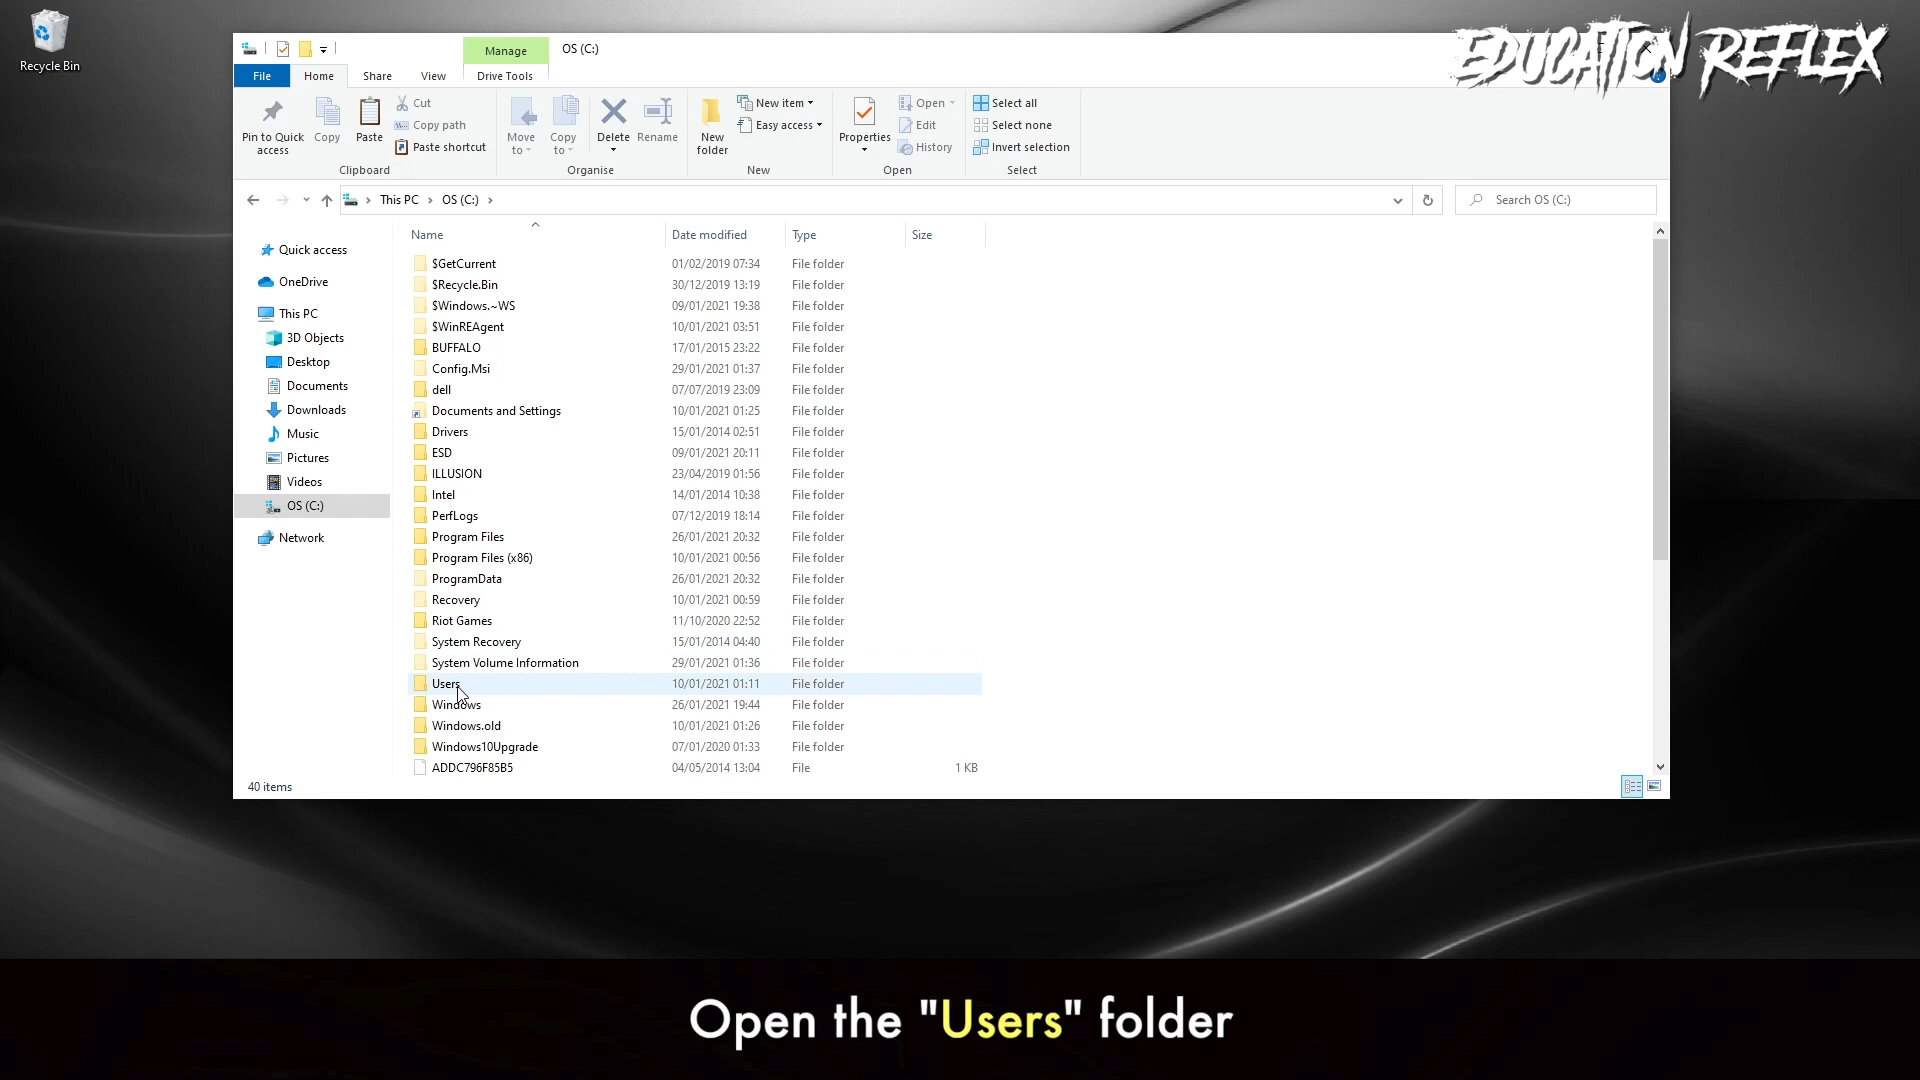 Recycle Bin
EDUCATION REFLEX
Manage
OS (C:)
File
Home
Share
View
Drive Tools
Pin to Quick access
Copy
Paste
Cut
Copy path
Paste shortcut
Clipboard
Move to
Copy to
Delete
Rename
Organise
New folder
New item
Easy access
New
Properties
Open
Edit
History
Open
Select all
Select none
Invert selection
Select
This PC
OS (C:)
Search OS (C:)
Quick access
OneDrive
This PC
3D Objects
Desktop
Documents
Downloads
Music
Pictures
Videos
OS (C:)
Network
Name Date modified Type Size
$GetCurrent 01/02/2019 07:34 File folder
$Recycle.Bin 30/12/2019 13:19 File folder
$Windows.~WS 09/01/2021 19:38 File folder
$WinREAgent 10/01/2021 03:51 File folder
BUFFALO 17/01/2015 23:22 File folder
Config.Msi 29/01/2021 01:37 File folder
dell 07/07/2019 23:09 File folder
Documents and Settings 10/01/2021 01:25 File folder
Drivers 15/01/2014 02:51 File folder
ESD 09/01/2021 20:11 File folder
ILLUSION 23/04/2019 01:56 File folder
Intel 14/01/2014 10:38 File folder
PerfLogs 07/12/2019 18:14 File folder
Program Files 26/01/2021 20:32 File folder
Program Files (x86) 10/01/2021 00:56 File folder
ProgramData 26/01/2021 20:32 File folder
Recovery 10/01/2021 00:59 File folder
Riot Games 11/10/2020 22:52 File folder
System Recovery 15/01/2014 04:40 File folder
System Volume Information 29/01/2021 01:36 File folder
Users 10/01/2021 01:11 File folder
Windows 26/01/2021 19:44 File folder
Windows.old 10/01/2021 01:26 File folder
Windows10Upgrade 07/01/2020 01:33 File folder
ADDC796F85B5 04/05/2014 13:04 File 1 KB
40 items
Open the "Users" folder